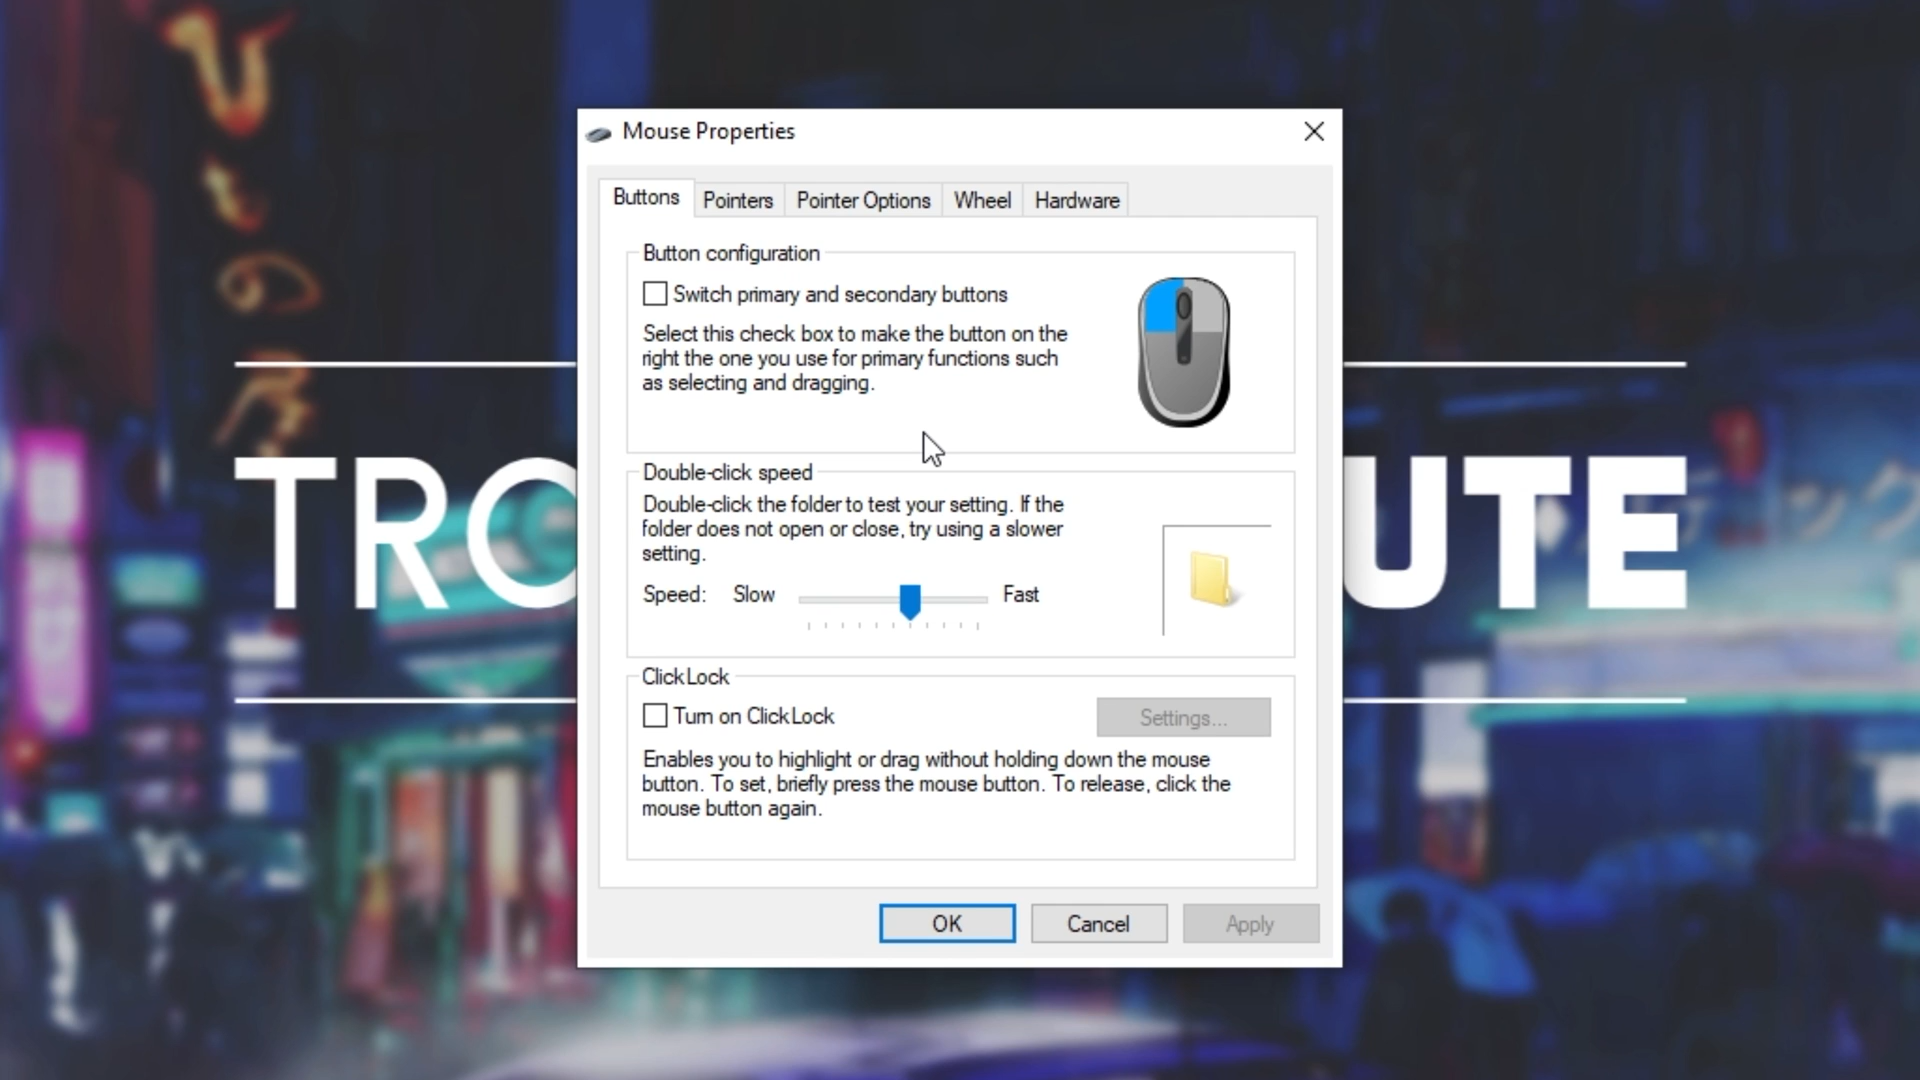 Mouse Properties
Buttons
Pointers
Pointer Options
Wheel
Hardware
Button configuration
Switch primary and secondary buttons
Select this check box to make the button on the
right the one you use for primary functions such
as selecting and dragging.
Double-click speed
Double-click the folder to test your setting. If the
folder does not open or close, try using a slower
setting.
Speed: Slow Fast
TRO
UTE
ClickLock
Turn on ClickLock
Settings...
Enables you to highlight or drag without holding down the mouse
button. To set, briefly press the mouse button. To release, click the
mouse button again.
OK
Cancel
Apply